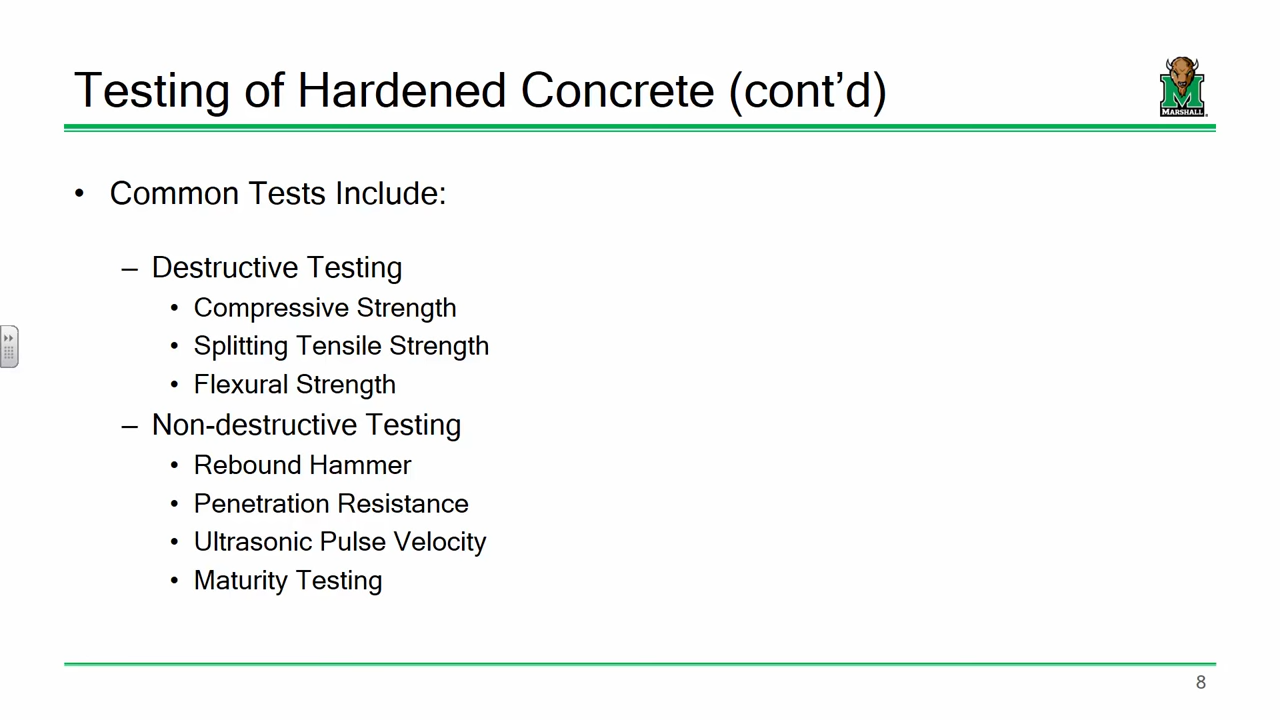 Testing of Hardened Concrete (cont’d)
MARSHALL
• Common Tests Include:
– Destructive Testing
• Compressive Strength
• Splitting Tensile Strength
• Flexural Strength
– Non-destructive Testing
• Rebound Hammer
• Penetration Resistance
• Ultrasonic Pulse Velocity
• Maturity Testing
8